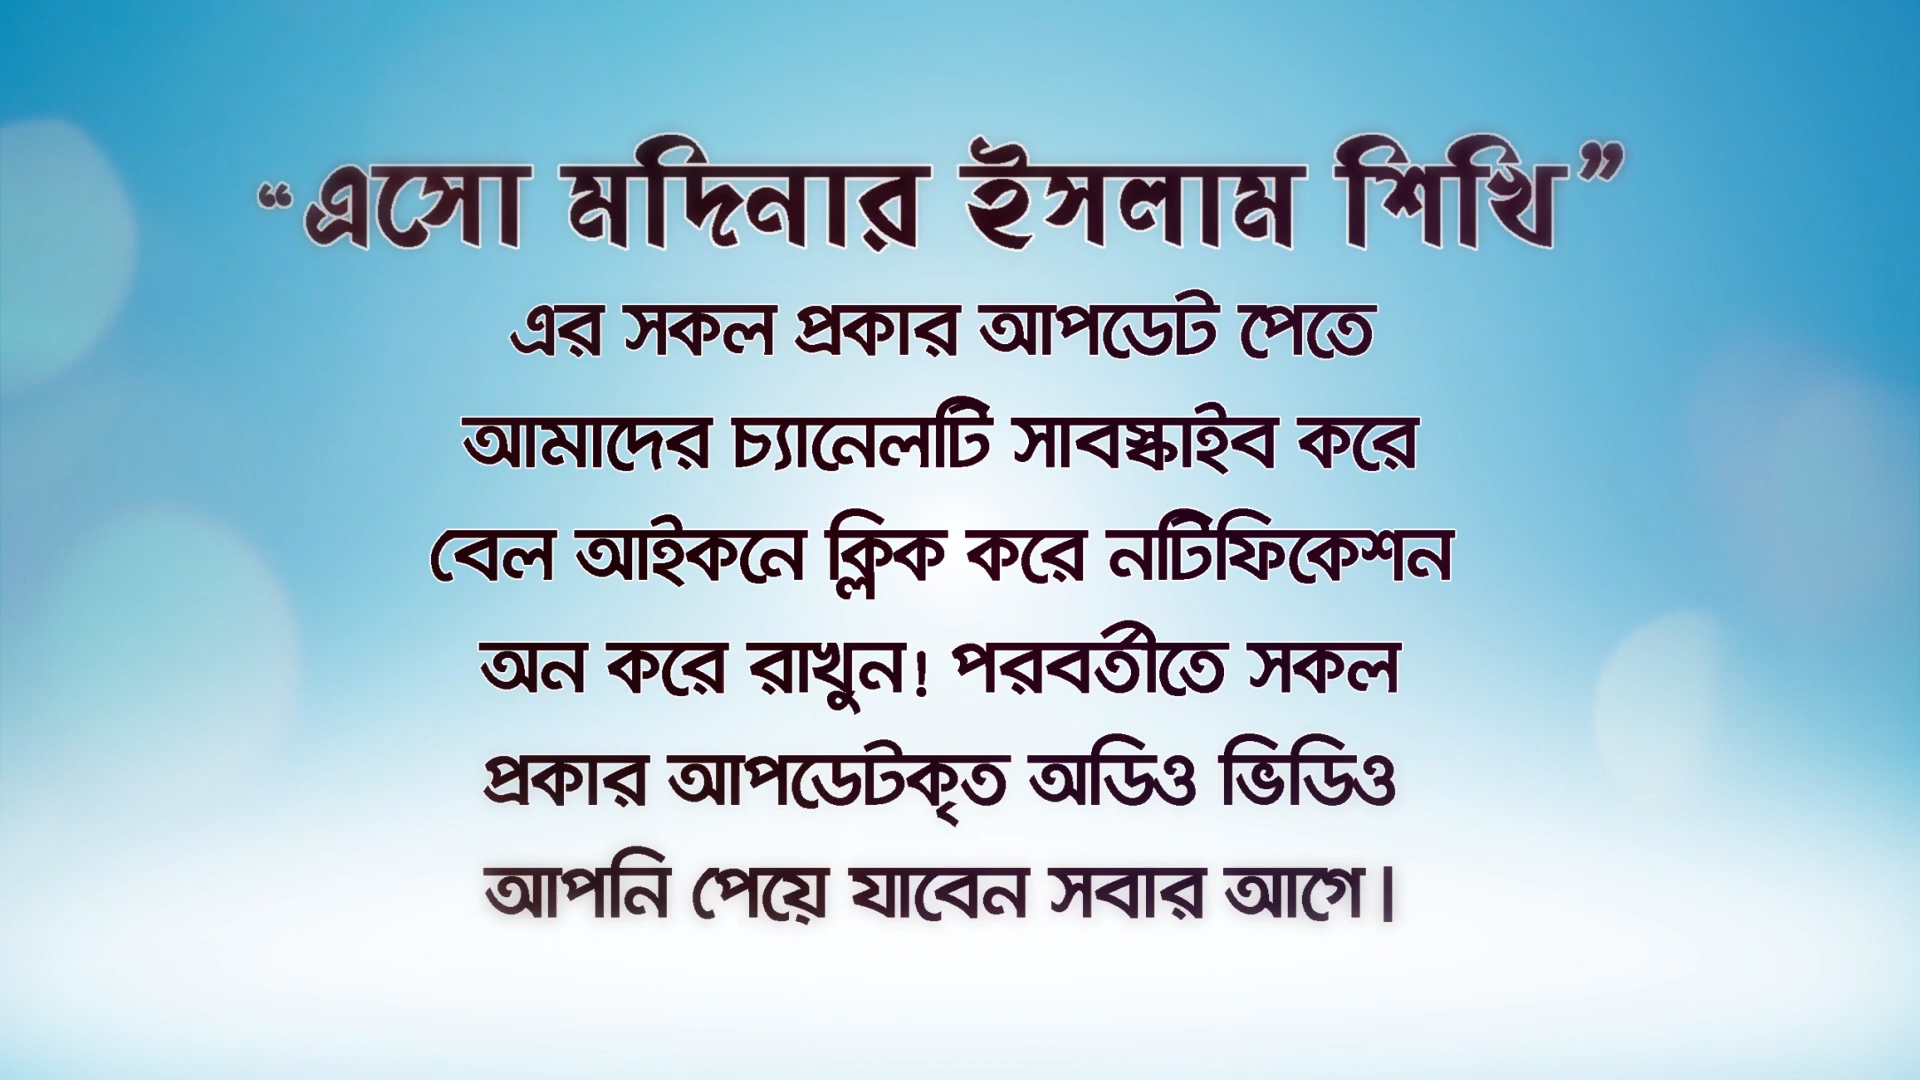 “এসো মদিনার ইসলাম শিখি”
এর সকল প্রকার আপডেট পেতে
আমাদের চ্যানেলটি সাবস্কাইব করে
বেল আইকনে ক্লিক করে নটিফিকেশন
অন করে রাখুন! পরবর্তীতে সকল
প্রকার আপডেটকৃত অডিও ভিডিও
আপনি পেয়ে যাবেন সবার আগে।